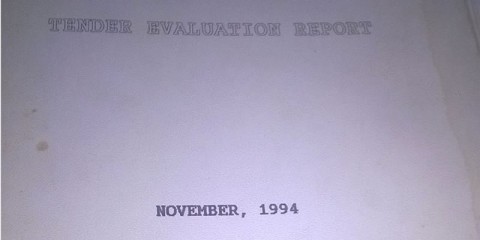 TENDER EVALUATION REPORT
NOVEMBER, 1994